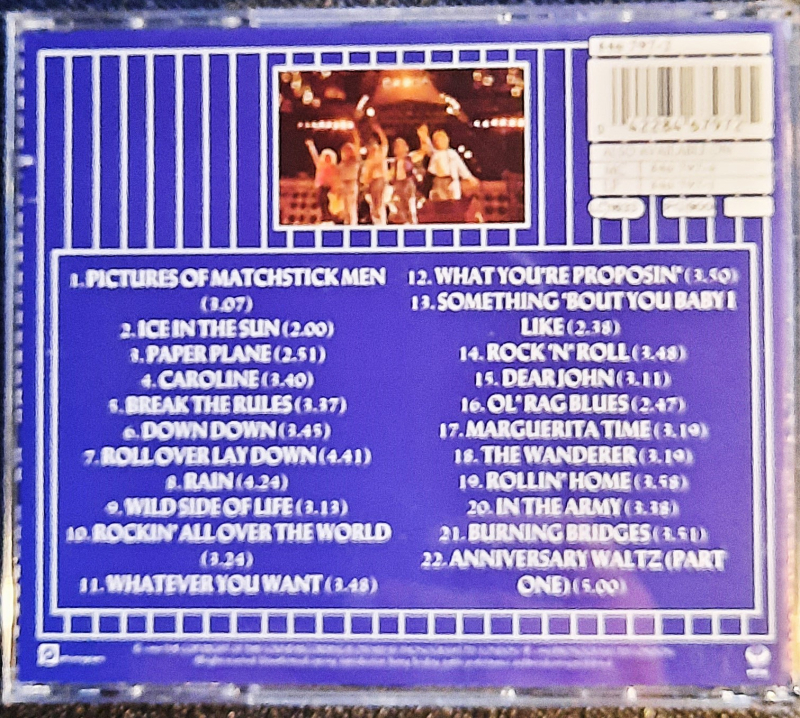 846 797-2
0 42284 67972
1. PICTURES OF MATCHSTICK MEN
(3.07)
2. ICE IN THE SUN (2.00)
3. PAPER PLANE (2.51)
4. CAROLINE (3.40)
5. BREAK THE RULES (3.37)
6. DOWN DOWN (3.45)
7. ROLL OVER LAY DOWN (4.41)
8. RAIN (4.24)
9. WILD SIDE OF LIFE (3.13)
10. ROCKIN' ALL OVER THE WORLD
(3.24)
11. WHATEVER YOU WANT (3.48)
12. WHAT YOU'RE PROPOSIN' (3.50)
13. SOMETHING 'BOUT YOU BABY I
LIKE (2.38)
14. ROCK 'N' ROLL (3.48)
15. DEAR JOHN (3.11)
16. OL' RAG BLUES (2.47)
17. MARGUERITA TIME (3.19)
18. THE WANDERER (3.19)
19. ROLLIN' HOME (3.58)
20. IN THE ARMY (3.38)
21. BURNING BRIDGES (3.51)
22. ANNIVERSARY WALTZ (PART
ONE) (5.00)